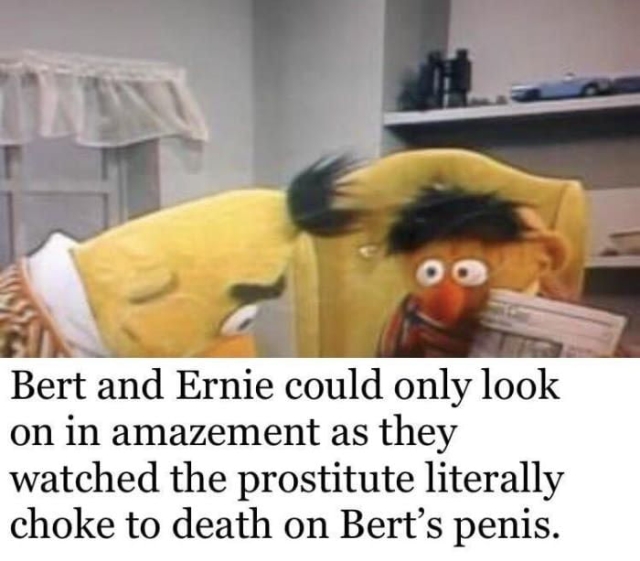 Bert and Ernie could only look
on in amazement as they
watched the prostitute literally
choke to death on Bert's penis.